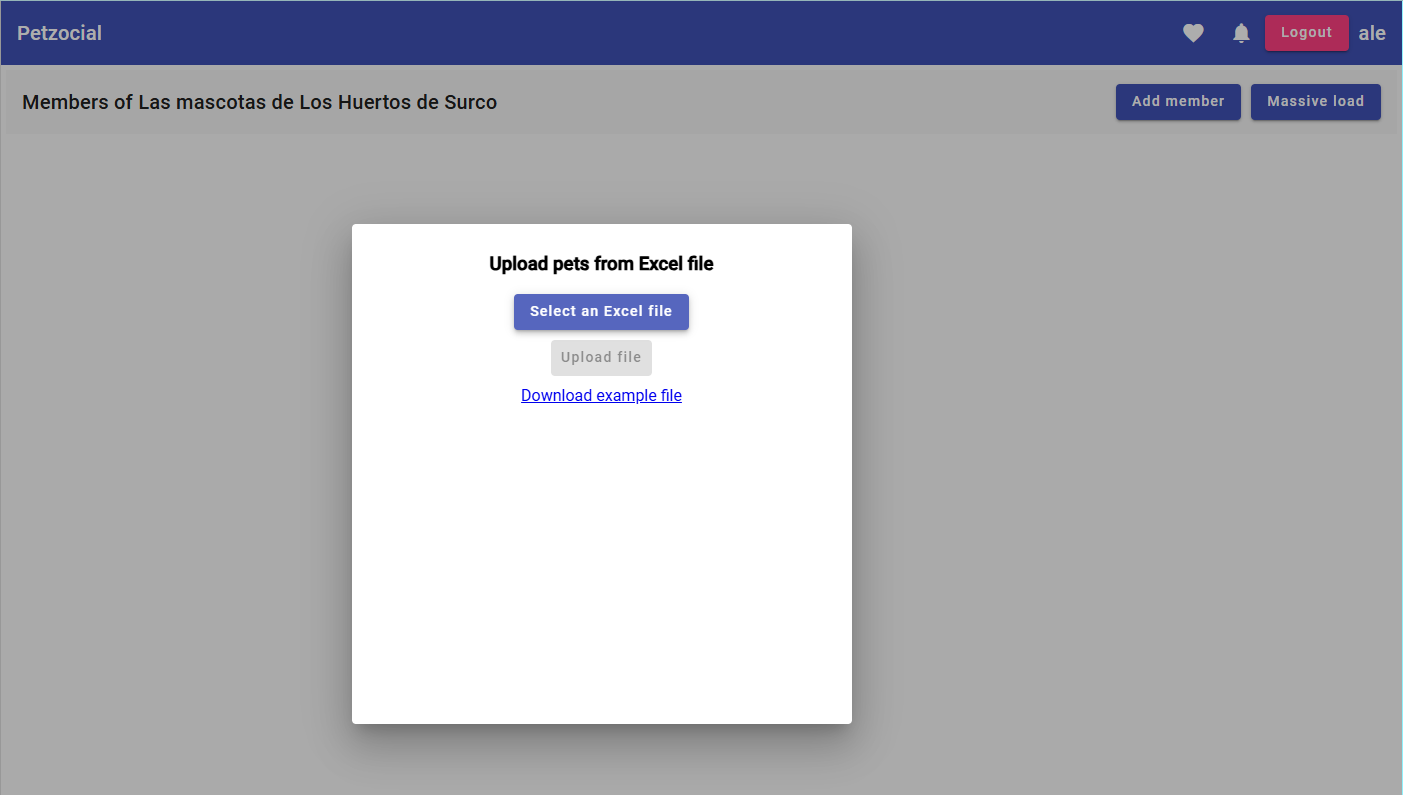 Petzocial
Logout
ale
Members of Las mascotas de Los Huertos de Surco
Add member
Massive load
Upload pets from Excel file
Select an Excel file
Upload file
Download example file